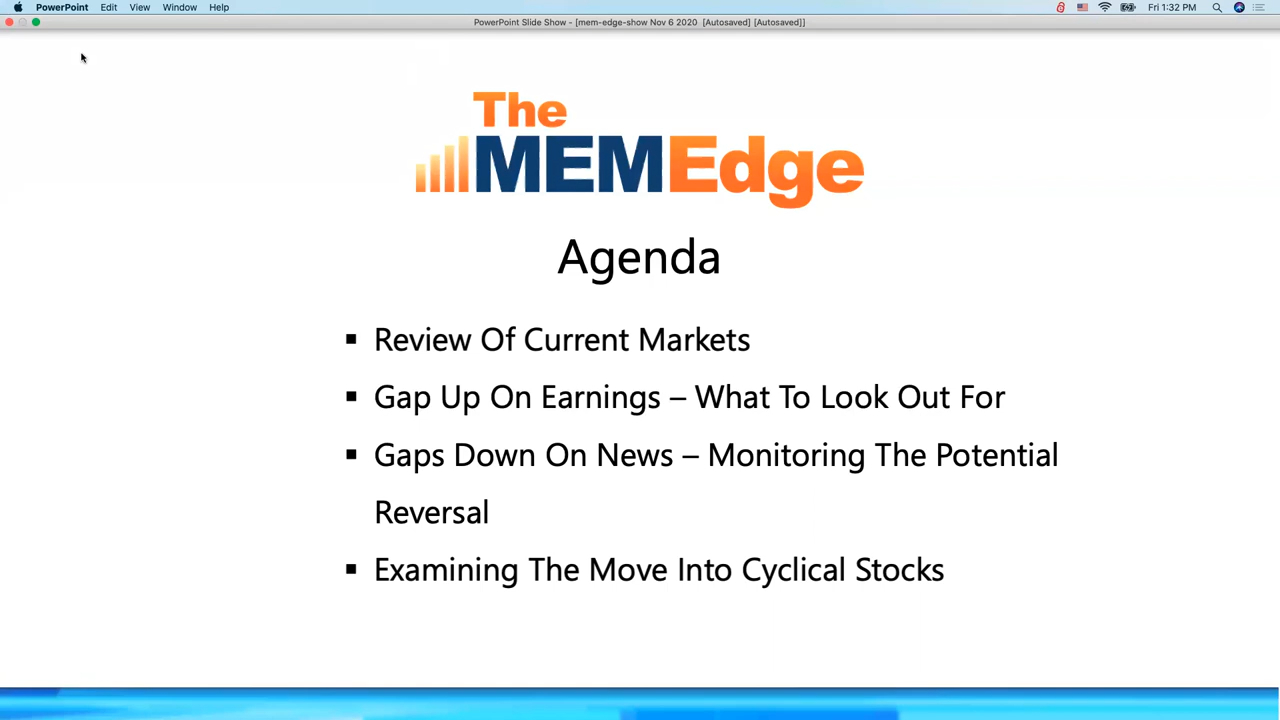 PowerPoint Edit View Window Help Fri 1:32 PM
PowerPoint Slide Show - [mem-edge-show Nov 6 2020 [Autosaved] [Autosaved]]
The
MEMEdge
Agenda
▪ Review Of Current Markets
▪ Gap Up On Earnings – What To Look Out For
▪ Gaps Down On News – Monitoring The Potential
Reversal
▪ Examining The Move Into Cyclical Stocks